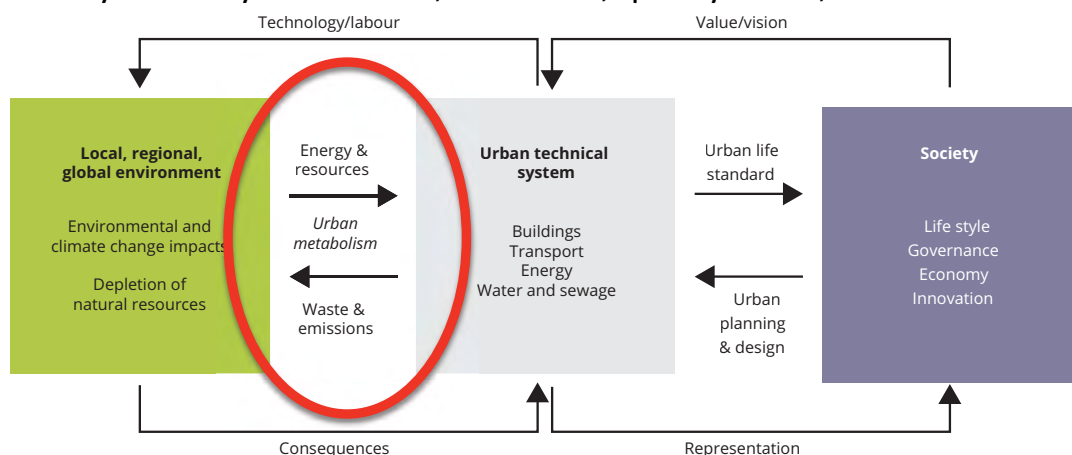 Technology/labour
Value/vision
Local, regional,
global environment
Environmental and
climate change impacts
Depletion of
natural resources
Energy &
resources
Urban
metabolism
Waste &
emissions
Urban technical
system
Buildings
Transport
Energy
Water and sewage
Urban life
standard
Urban
planning
& design
Society
Life style
Governance
Economy
Innovation
Consequences
Representation